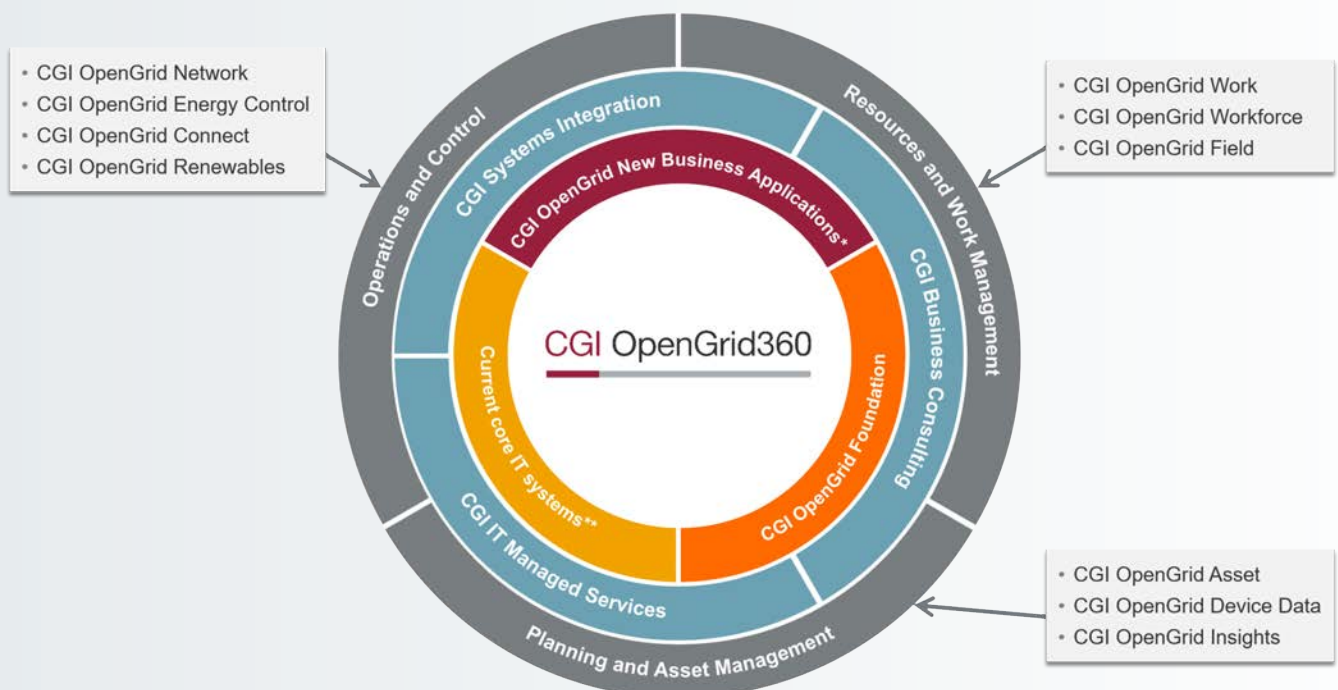 • CGI OpenGrid Network
• CGI OpenGrid Energy Control
• CGI OpenGrid Connect
• CGI OpenGrid Renewables
• CGI OpenGrid Work
• CGI OpenGrid Workforce
• CGI OpenGrid Field
Operations and Control
Resources and Work Management
CGI Systems Integration
CGI OpenGrid New Business Applications*
CGI Business Consulting
CGI OpenGrid360
Current core IT systems**
CGI OpenGrid Foundation
CGI IT Managed Services
Planning and Asset Management
• CGI OpenGrid Asset
• CGI OpenGrid Device Data
• CGI OpenGrid Insights